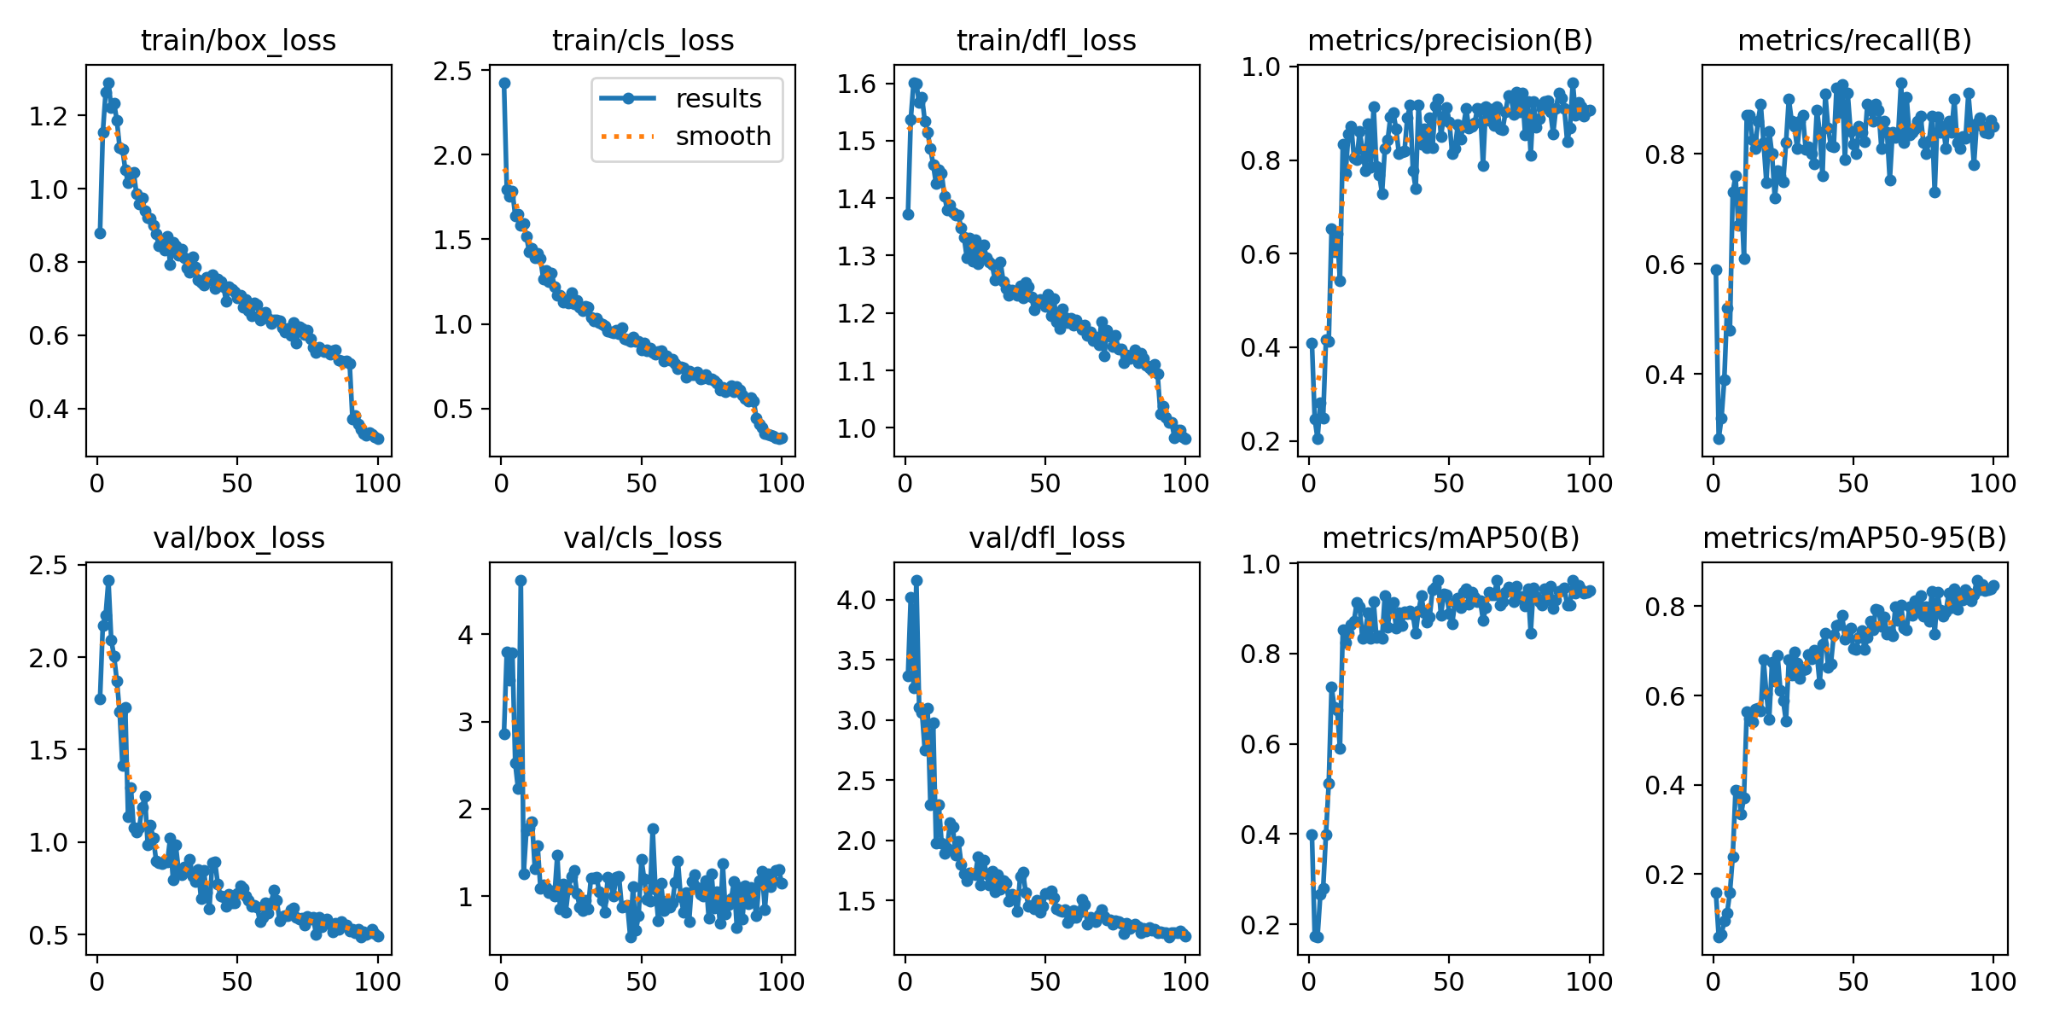 train/box_loss
1.2
1.0
0.8
0.6
0.4
0 50 100
train/cls_loss
2.5
2.0
1.5
1.0
0.5
results
smooth
0 50 100
train/dfl_loss
1.6
1.5
1.4
1.3
1.2
1.1
1.0
0 50 100
metrics/precision(B)
1.0
0.8
0.6
0.4
0.2
0 50 100
metrics/recall(B)
0.8
0.6
0.4
0 50 100
val/box_loss
2.5
2.0
1.5
1.0
0.5
0 50 100
val/cls_loss
4
3
2
1
0 50 100
val/dfl_loss
4.0
3.5
3.0
2.5
2.0
1.5
0 50 100
metrics/mAP50(B)
1.0
0.8
0.6
0.4
0.2
0 50 100
metrics/mAP50-95(B)
0.8
0.6
0.4
0.2
0 50 100